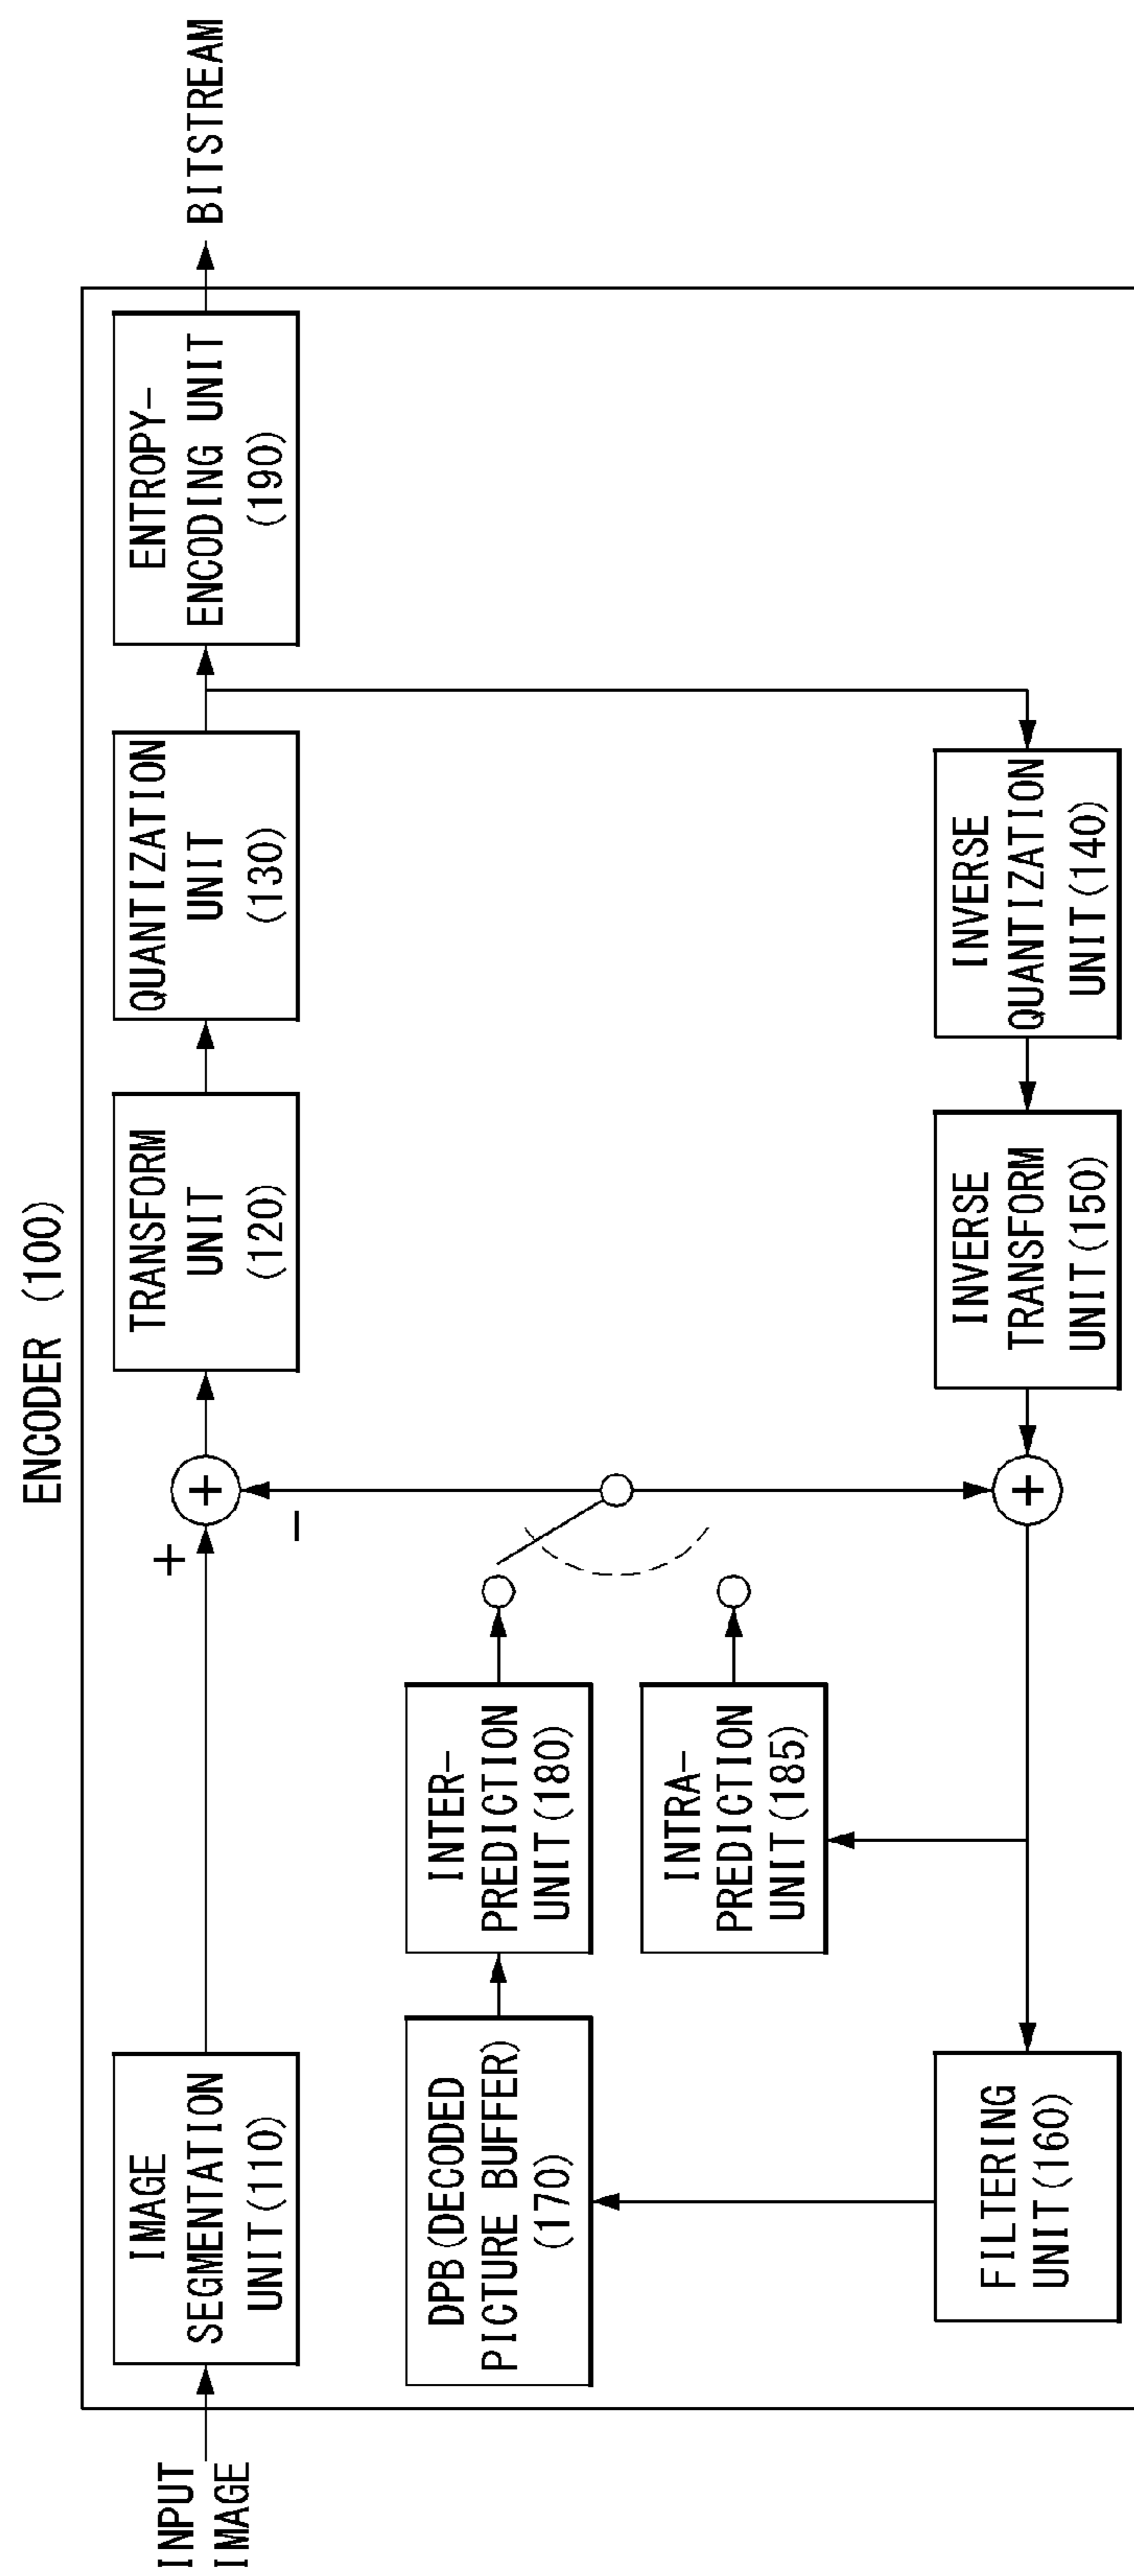 ENCODER (100)
INPUT
IMAGE
IMAGE
SEGMENTATION
UNIT(110)
+
−
+
TRANSFORM
UNIT
(120)
QUANTIZATION
UNIT
(130)
ENTROPY-
ENCODING UNIT
(190)
BITSTREAM
DPB(DECODED
PICTURE BUFFER)
(170)
INTER-
PREDICTION
UNIT(180)
INTRA-
PREDICTION
UNIT(185)
FILTERING
UNIT(160)
+
INVERSE
TRANSFORM
UNIT(150)
INVERSE
QUANTIZATION
UNIT(140)